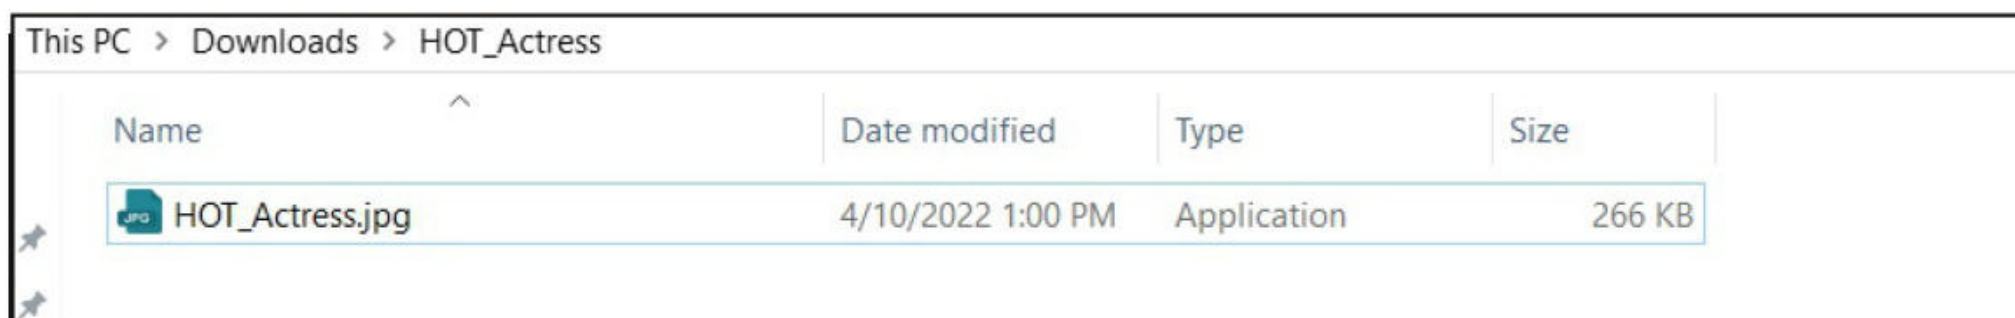 This PC > Downloads > HOT_Actress
Name Date modified Type Size
JPG HOT_Actress.jpg 4/10/2022 1:00 PM Application 266 KB